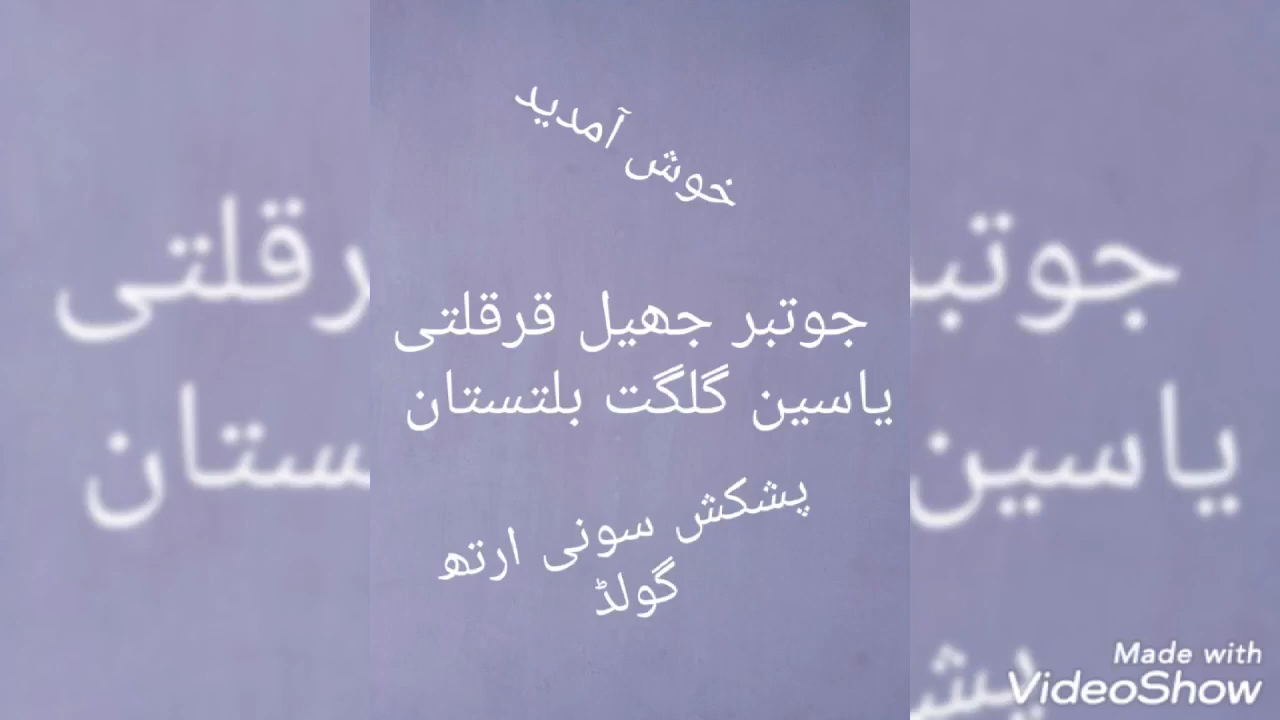 خوش آمدید
جوتبر جھیل قرقلتی
یاسین گلگت بلتستان
پشکش سونی ارتھ
گولڈ
Made with
VideoShow